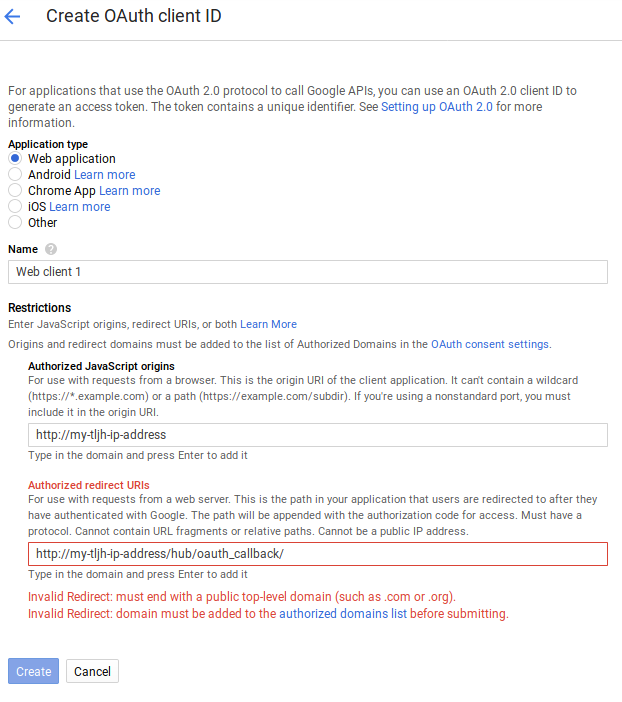 Create OAuth client ID
For applications that use the OAuth 2.0 protocol to call Google APIs, you can use an OAuth 2.0 client ID to
generate an access token. The token contains a unique identifier. See Setting up OAuth 2.0 for more
information.
Application type
Web application
Android Learn more
Chrome App Learn more
iOS Learn more
Other
Name ?
Web client 1
Restrictions
Enter JavaScript origins, redirect URIs, or both Learn More
Origins and redirect domains must be added to the list of Authorized Domains in the OAuth consent settings.
Authorized JavaScript origins
For use with requests from a browser. This is the origin URI of the client application. It can't contain a wildcard
(https://*.example.com) or a path (https://example.com/subdir). If you're using a nonstandard port, you must
include it in the origin URI.
http://my-tljh-ip-address
Type in the domain and press Enter to add it
Authorized redirect URIs
For use with requests from a web server. This is the path in your application that users are redirected to after they
have authenticated with Google. The path will be appended with the authorization code for access. Must have a
protocol. Cannot contain URL fragments or relative paths. Cannot be a public IP address.
http://my-tljh-ip-address/hub/oauth_callback/
Type in the domain and press Enter to add it
Invalid Redirect: must end with a public top-level domain (such as .com or .org).
Invalid Redirect: domain must be added to the authorized domains list before submitting.
Create Cancel